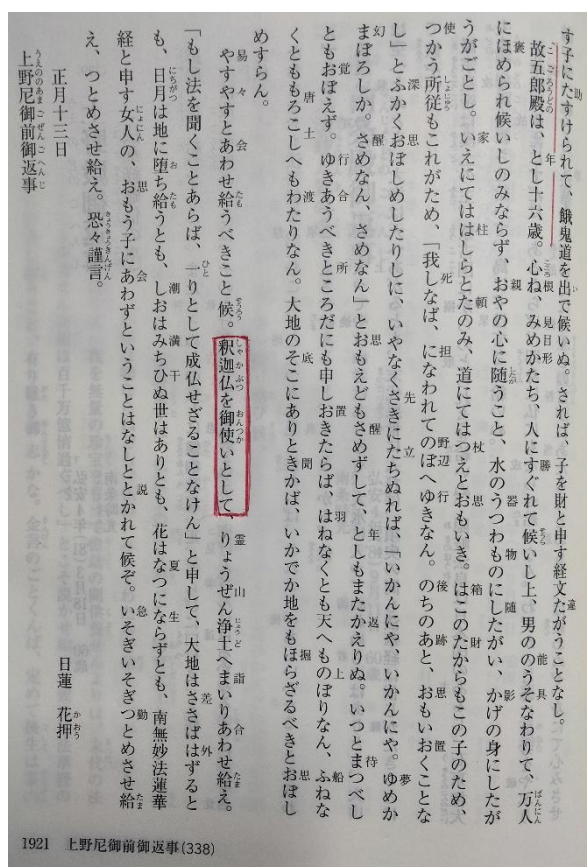 す子にたすけられて、餓鬼道を出で候いぬ。されば、子を財と申す経文たがうことなし。
故五郎殿は、とし十六歳。心ね、みめかたち、人にすぐれて候いし上、男ののうそなわりて、万人
にほめられ候いしのみならず、おやの心に随うこと、水のうつわものにしたがい、かげの身にしたが
うがごとし。いえにてははしらとたのみ、道にてはつえとおもいき。はこのたからもこの子のため、
つかう所従もこれがため、「我しなば、になわれてのぼへゆきなん。のちのあと、おもいおくことな
し」とふかくおぼしめしたりしに、いやなくさきにたちぬれば、「いかんにや、いかんにや。ゆめか
まぼろしか。さめなん、さめなん」とおもえどもさめずして、としもまたかえりぬ。いつとまつべし
ともおぼえず。ゆきあうべきところだにも申しおきたらば、はねなくとも天へものぼりなん、ふねな
くとももろこしへもわたりなん。大地のそこにありときかば、いかでか地をもほらざるべきとおぼし
めすらん。
やすやすとあわせ給うべきこと候。釈迦仏を御使いとして、りょうぜん浄土へまいりあわせ給え。
「もし法を聞くことあらば、一りとして成仏せざることなけん」と申して、大地はささばはずると
も、日月は地に堕ち給うとも、しおはみちひぬ世はありとも、花はなつにならずとも、南無妙法蓮華
経と申す女人の、おもう子にあわずということはなしととかれて候ぞ。いそぎいそぎつとめさせ給
え、つとめさせ給え。恐々謹言。
正月十三日
日蓮 花押
上野尼御前御返事
1921 上野尼御前御返事(338)